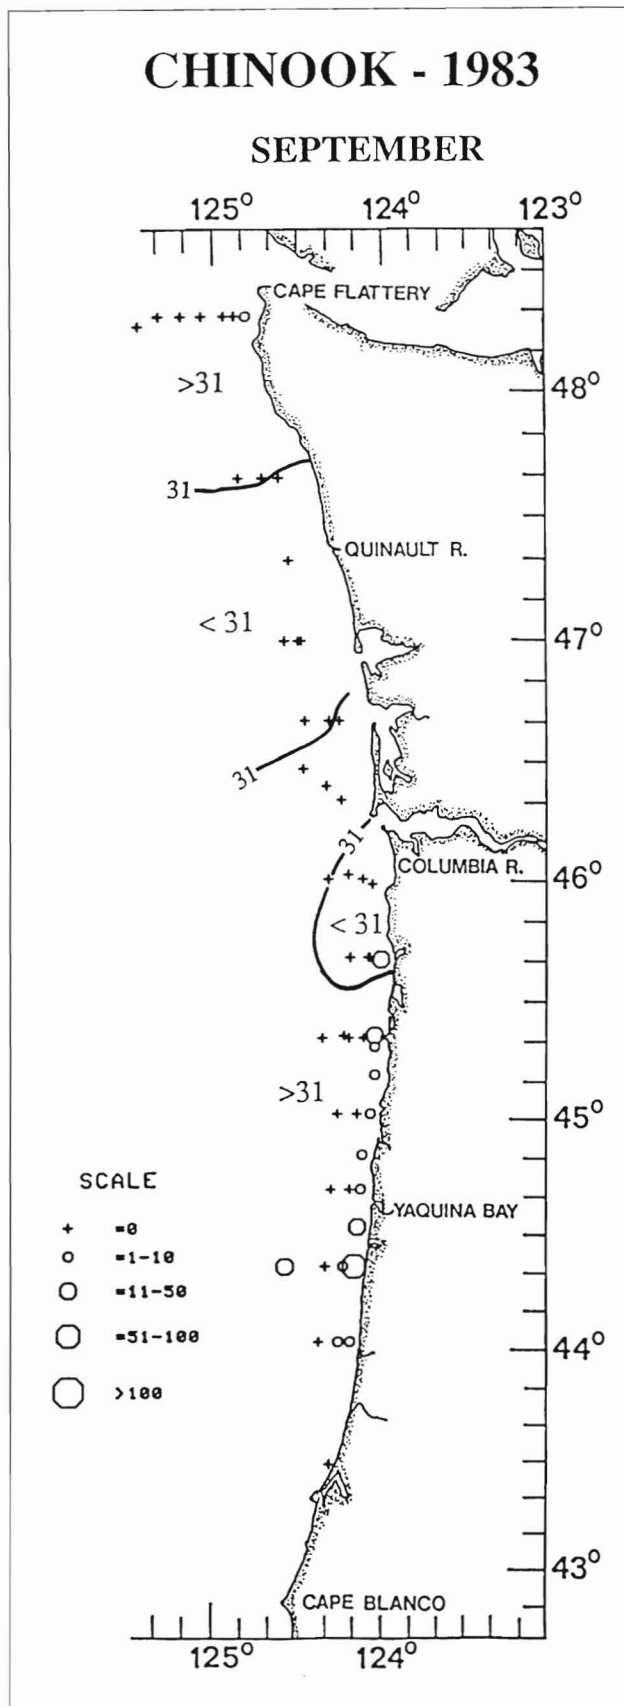 CHINOOK - 1983
SEPTEMBER
125° 124° 123°
CAPE FLATTERY
>31
48°
31
QUINAULT R.
< 31
47°
31
31
COLUMBIA R.
46°
< 31
>31
45°
SCALE
YAQUINA BAY
+ =0
=1-10
=11-50
=51-100
44°
>100
43°
CAPE BLANCO
125° 124°